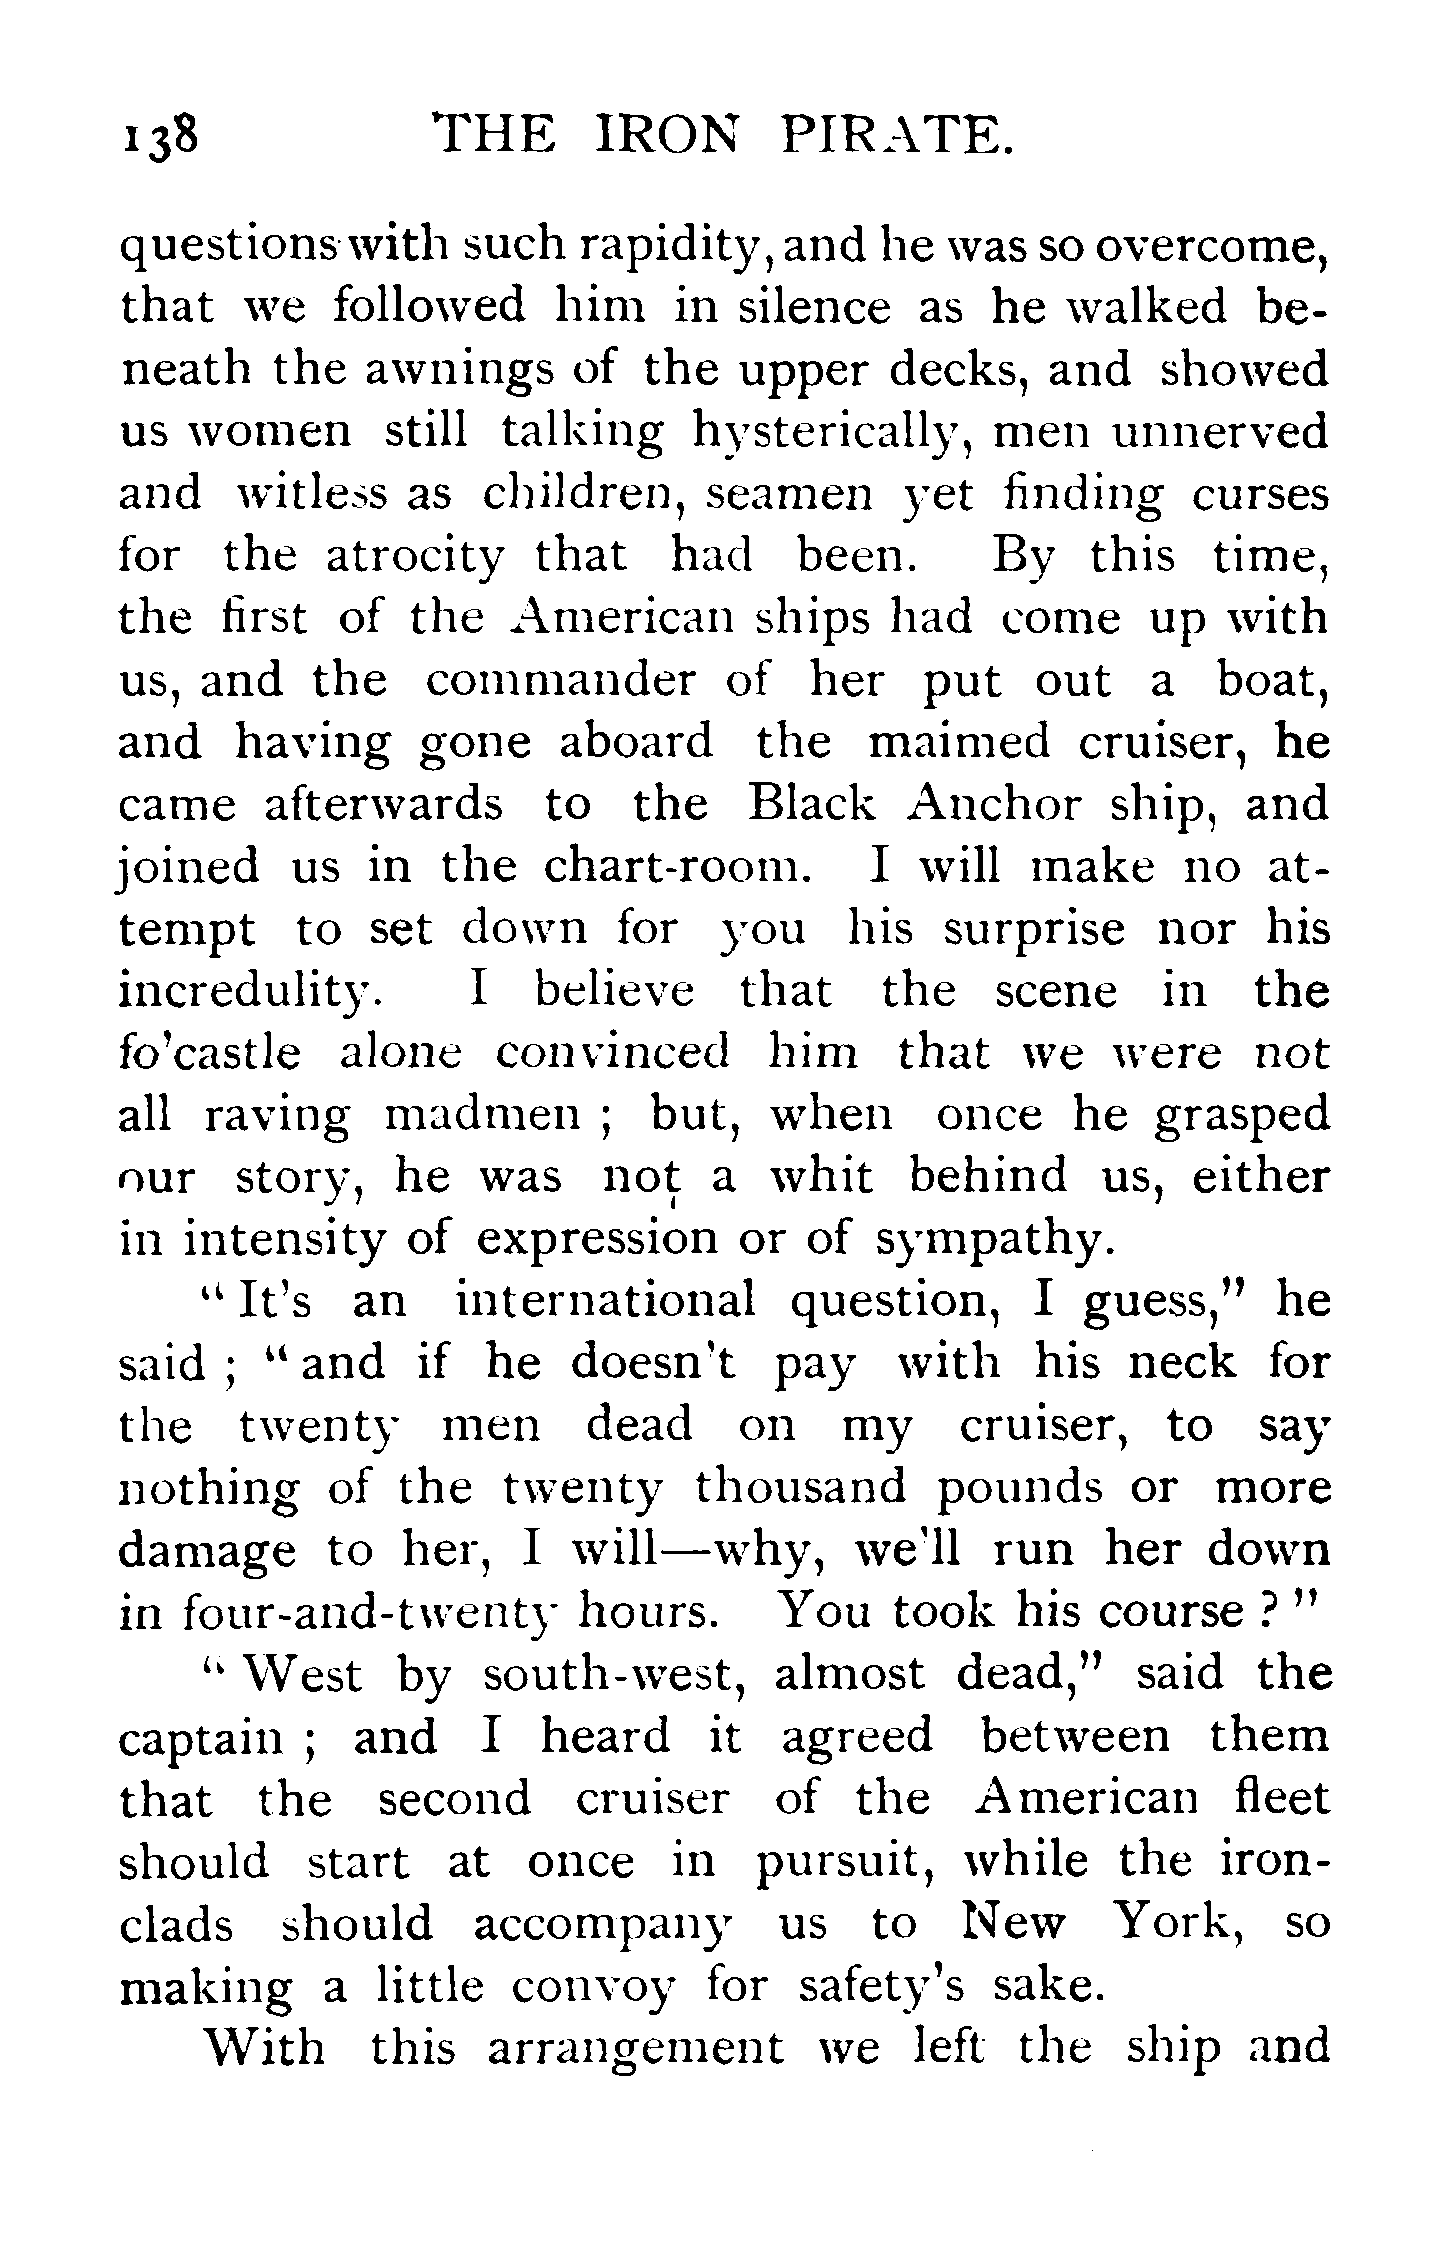 138 THE IRON PIRATE.
questions with such rapidity, and he was so overcome,
that we followed him in silence as he walked be-
neath the awnings of the upper decks, and showed
us women still talking hysterically, men unnerved
and witless as children, seamen yet finding curses
for the atrocity that had been. By this time,
the first of the American ships had come up with
us, and the commander of her put out a boat,
and having gone aboard the maimed cruiser, he
came afterwards to the Black Anchor ship, and
joined us in the chart-room. I will make no at-
tempt to set down for you his surprise nor his
incredulity. I believe that the scene in the
fo'castle alone convinced him that we were not
all raving madmen ; but, when once he grasped
our story, he was not a whit behind us, either
in intensity of expression or of sympathy.
“ It's an international question, I guess,” he
said ; “ and if he doesn't pay with his neck for
the twenty men dead on my cruiser, to say
nothing of the twenty thousand pounds or more
damage to her, I will—why, we'll run her down
in four-and-twenty hours. You took his course ? ”
“ West by south-west, almost dead,” said the
captain ; and I heard it agreed between them
that the second cruiser of the American fleet
should start at once in pursuit, while the iron-
clads should accompany us to New York, so
making a little convoy for safety's sake.
With this arrangement we left the ship and